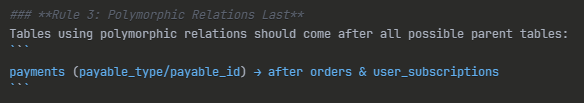 ### **Rule 3: Polymorphic Relations Last**
Tables using polymorphic relations should come after all possible parent tables:
```
payments (payable_type/payable_id) → after orders & user_subscriptions
```